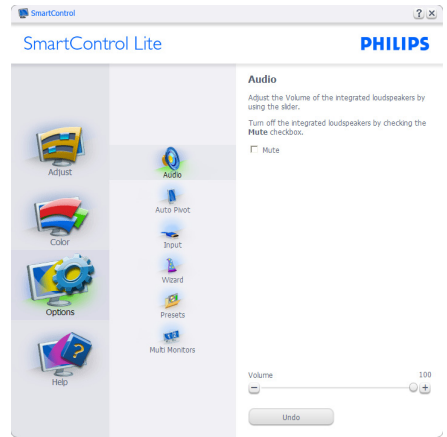 SmartControl
SmartControl Lite
PHILIPS
Adjust
Color
Options
Help
Audio
Auto Pivot
Input
Wizard
Presets
Multi Monitors
Audio
Adjust the Volume of the integrated loudspeakers by
using the slider.
Turn off the integrated loudspeakers by checking the
Mute checkbox.
Mute
Volume 100
Undo